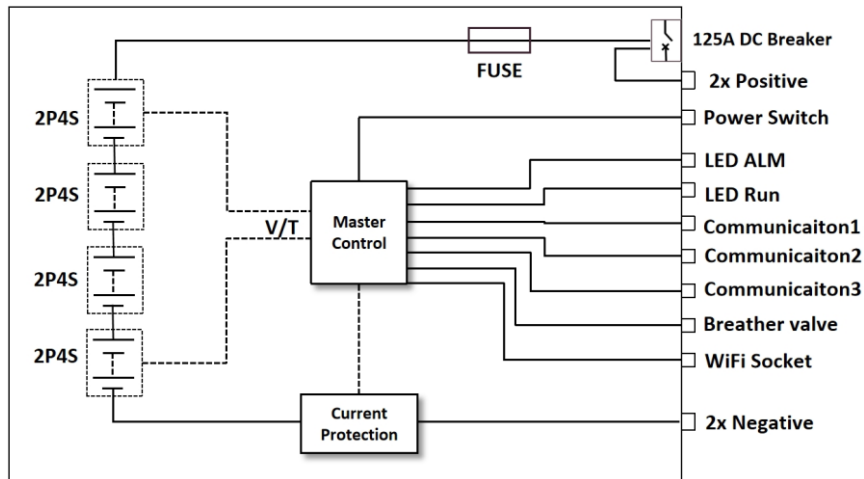 125A DC Breaker
FUSE
2x Positive
2P4S
Power Switch
LED ALM
2P4S
LED Run
Master
Control
V/T
Communicaiton1
Communicaiton2
2P4S
Communicaiton3
Breather valve
2P4S
WiFi Socket
Current
Protection
2x Negative